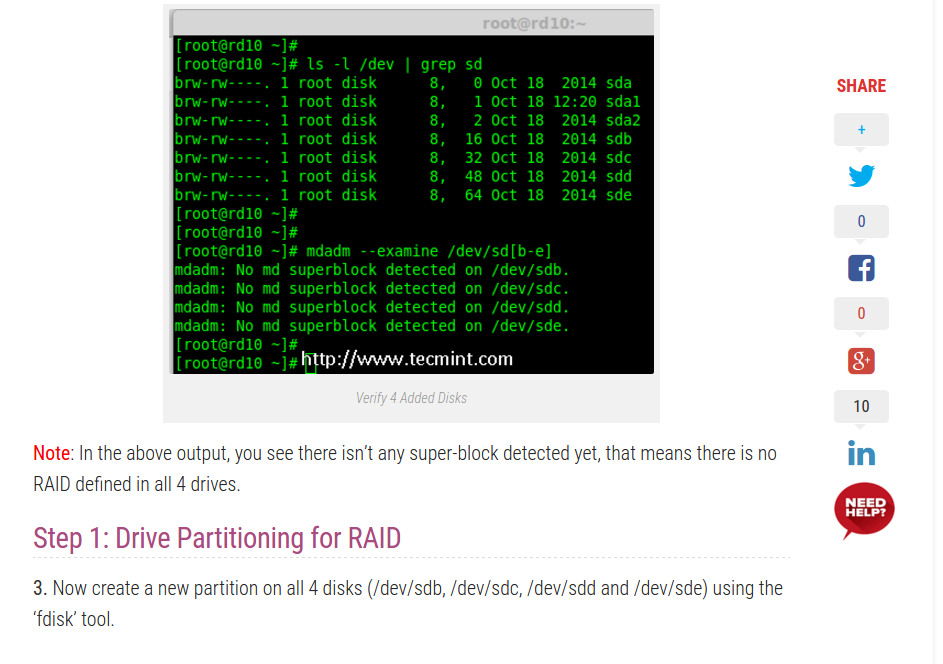 root@rd10:~
[root@rd10 ~]#
[root@rd10 ~]# ls -l /dev | grep sd
brw-rw----. 1 root disk      8,   0 Oct 18  2014 sda
brw-rw----. 1 root disk      8,   1 Oct 18 12:20 sda1
brw-rw----. 1 root disk      8,   2 Oct 18  2014 sda2
brw-rw----. 1 root disk      8,  16 Oct 18  2014 sdb
brw-rw----. 1 root disk      8,  32 Oct 18  2014 sdc
brw-rw----. 1 root disk      8,  48 Oct 18  2014 sdd
brw-rw----. 1 root disk      8,  64 Oct 18  2014 sde
[root@rd10 ~]#
[root@rd10 ~]#
[root@rd10 ~]# mdadm --examine /dev/sd[b-e]
mdadm: No md superblock detected on /dev/sdb.
mdadm: No md superblock detected on /dev/sdc.
mdadm: No md superblock detected on /dev/sdd.
mdadm: No md superblock detected on /dev/sde.
[root@rd10 ~]#
[root@rd10 ~]# http://www.tecmint.com
Verify 4 Added Disks
Note: In the above output, you see there isn’t any super-block detected yet, that means there is no
RAID defined in all 4 drives.
Step 1: Drive Partitioning for RAID
3. Now create a new partition on all 4 disks (/dev/sdb, /dev/sdc, /dev/sdd and /dev/sde) using the
‘fdisk’ tool.
SHARE
+
0
f
0
g+
10
in
NEED
HELP?